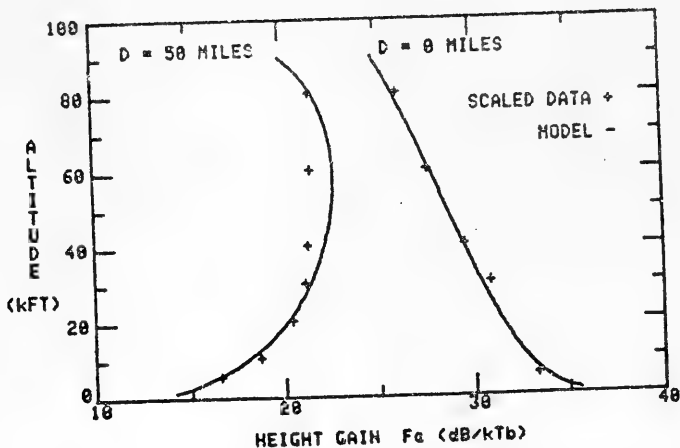 100
D = 50 MILES
D = 0 MILES
80
SCALED DATA +
MODEL -
ALTITUDE
60
40
(kFT)
20
0
10
20
30
40
HEIGHT GAIN Fa (dB/kTb)